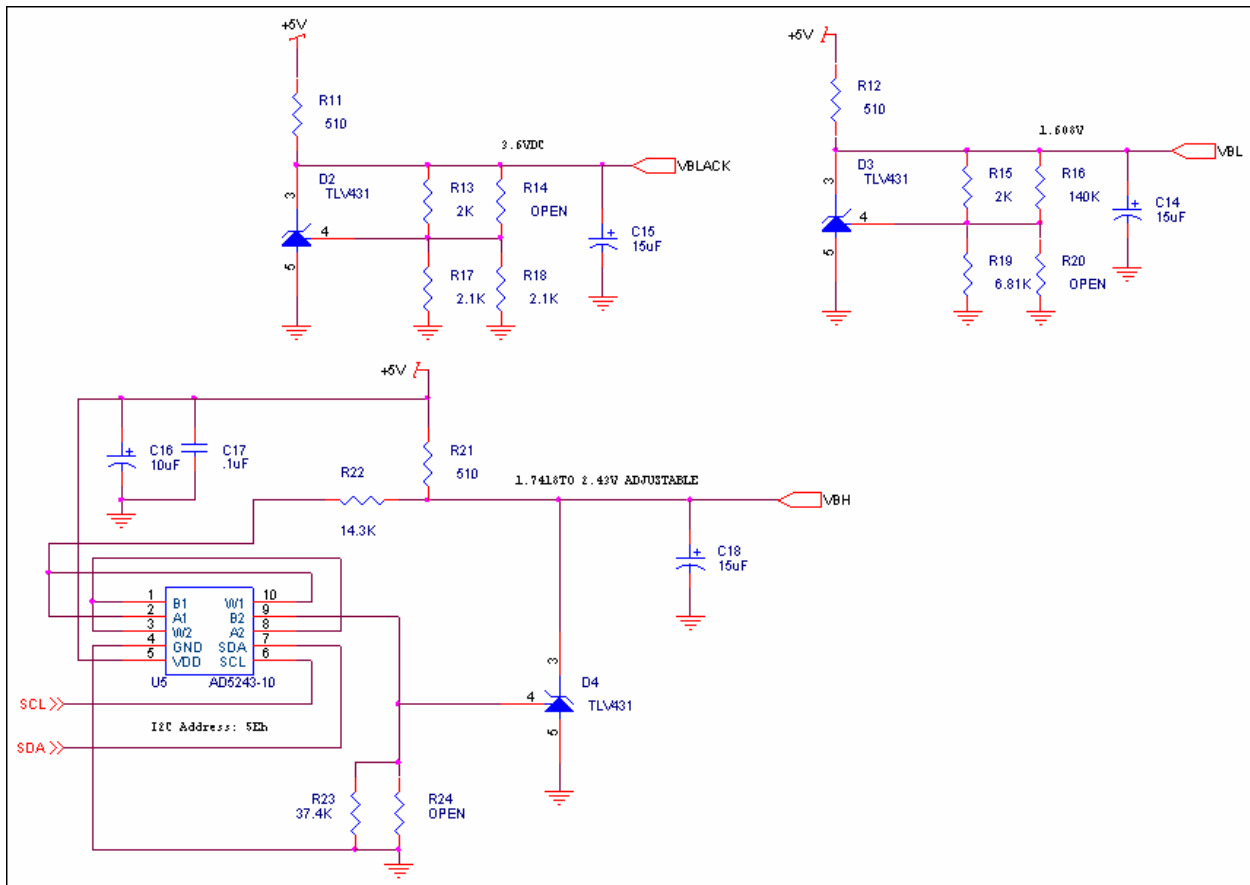 +5V
R11
510
3.6VDC
VBLACK
D2
TLV431
3
4
5
R13
2K
R14
OPEN
C15
15uF
R17
2.1K
R18
2.1K
+5V
R12
510
1.608V
VBL
D3
TLV431
3
4
5
R15
2K
R16
140K
C14
15uF
R19
6.81K
R20
OPEN
+5V
C16
10uF
C17
.1uF
R21
510
R22
14.3K
1.7418TO 2.43V ADJUSTABLE
VBH
C18
15uF
1 B1 W1 10
2 A1 B2 9
3 W2 A2 8
4 GND SDA 7
5 VDD SCL 6
U5 AD5243-10
SCL
I2C Address: 5Eh
SDA
3
D4
4
TLV431
5
R23
37.4K
R24
OPEN